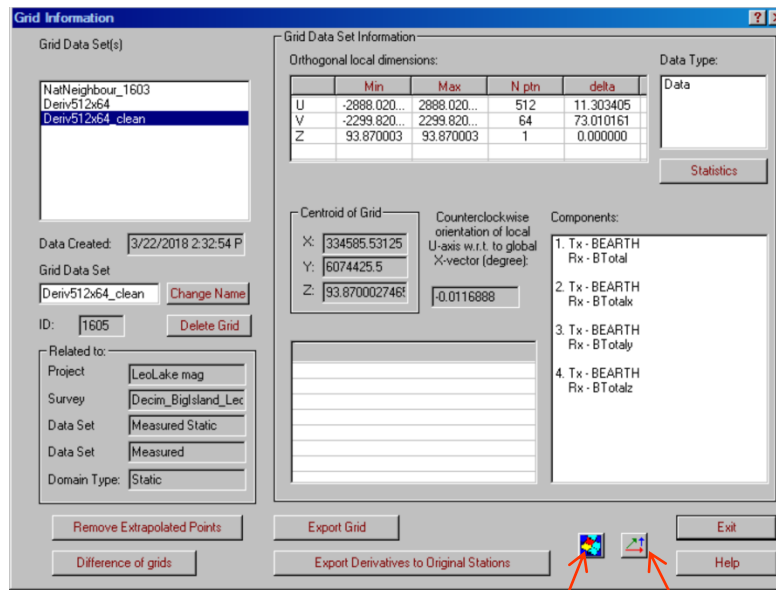 Grid Information
Grid Data Set(s)
NatNeighbour_1603
Deriv512x64
Deriv512x64_clean
Data Created: 3/22/2018 2:32:54 P
Grid Data Set
Deriv512x64_clean Change Name
ID: 1605 Delete Grid
Related to:
Project LeoLake mag
Survey Decim_BigIsland_Lec
Data Set Measured Static
Data Set Measured
Domain Type: Static
Remove Extrapolated Points
Difference of grids
Grid Data Set Information
Orthogonal local dimensions:
Min Max N ptn delta
U -2888.020... 2888.020... 512 11.303405
V -2299.820... 2299.820... 64 73.010161
Z 93.870003 93.870003 1 0.000000
Data Type:
Data
Statistics
Centroid of Grid
X: 334585.53125
Y: 6074425.5
Z: 93.8700027465
Counterclockwise
orientation of local
U-axis w.r.t. to global
X-vector (degree):
-0.0116888
Components:
1. Tx - BEARTH
Rx - BTotal
2. Tx - BEARTH
Rx - BTotalx
3. Tx - BEARTH
Rx - BTotaly
4. Tx - BEARTH
Rx - BTotalz
Export Grid
Export Derivatives to Original Stations
Exit
Help